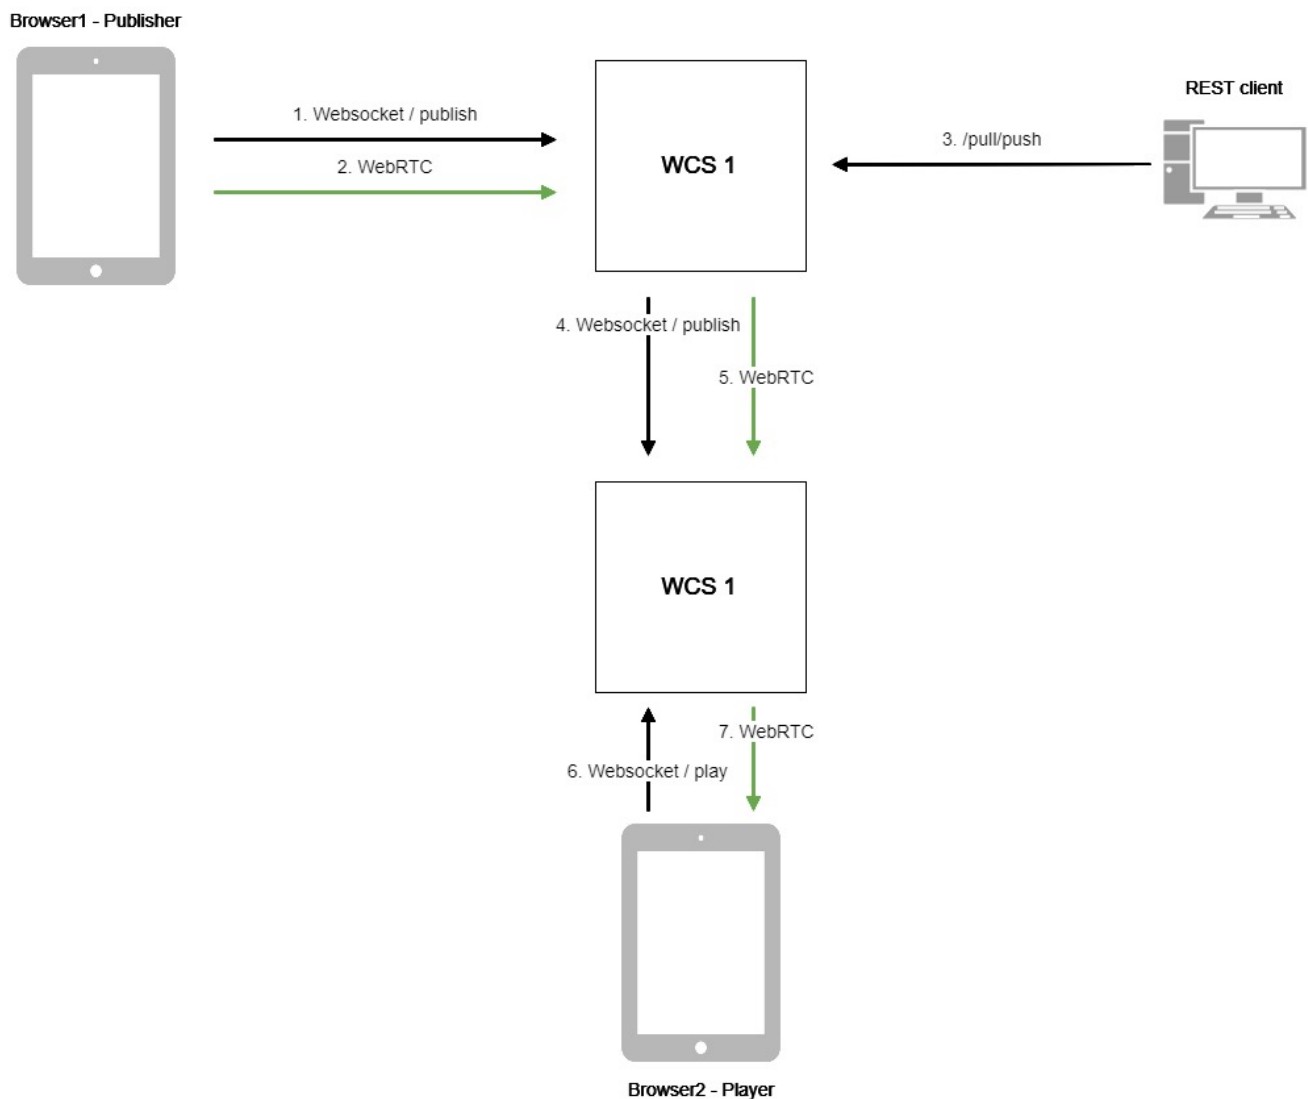 Browser1 - Publisher
REST client
1. Websocket / publish
2. WebRTC
WCS 1
3. /pull/push
4. Websocket / publish
5. WebRTC
WCS 1
7. WebRTC
6. Websocket / play
Browser2 - Player